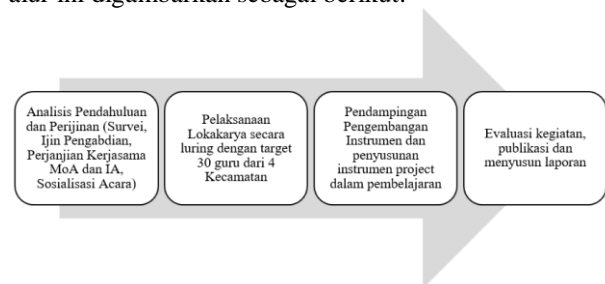 alur ini digambarkan sebagai berikut:
Analisis Pendahuluan
dan Perijinan (Survei,
Ijin Pengabdian,
Perjanjian Kerjasama
MoA dan IA,
Sosialisasi Acara)
Pelaksanaan
Lokakarya secara
luring dengan target
30 guru dari 4
Kecamatan
Pendampingan
Pengembangan
Instrumen dan
penyusunan
instrumen project
dalam pembelajaran
Evaluasi kegiatan,
publikasi dan
menyusun laporan